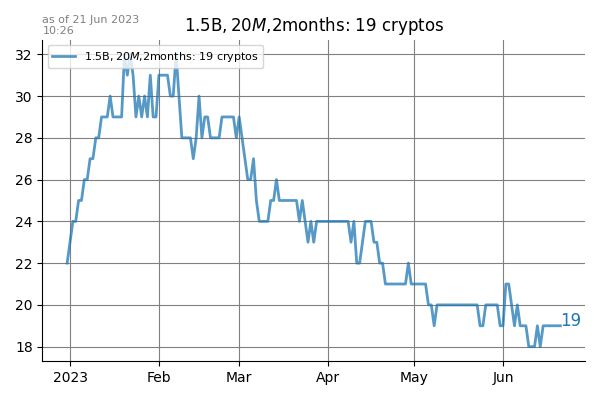 as of 21 Jun 2023
10:26
1.5B, 20M, 2months: 19 cryptos
1.5B, 20M, 2months: 19 cryptos
32
30
28
26
24
22
20
18
19
2023
Feb
Mar
Apr
May
Jun